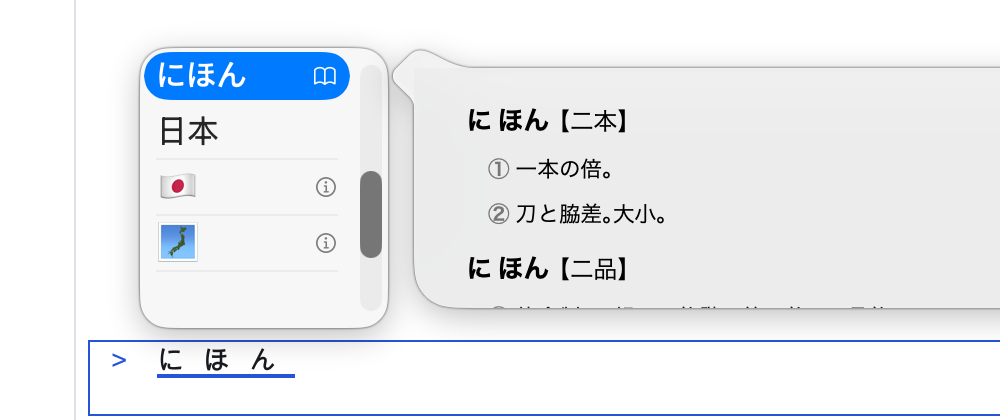 にほん
日本
に ほん【二本】
① 一本の倍。
② 刀と脇差。大小。
に ほん【二品】
> にほん